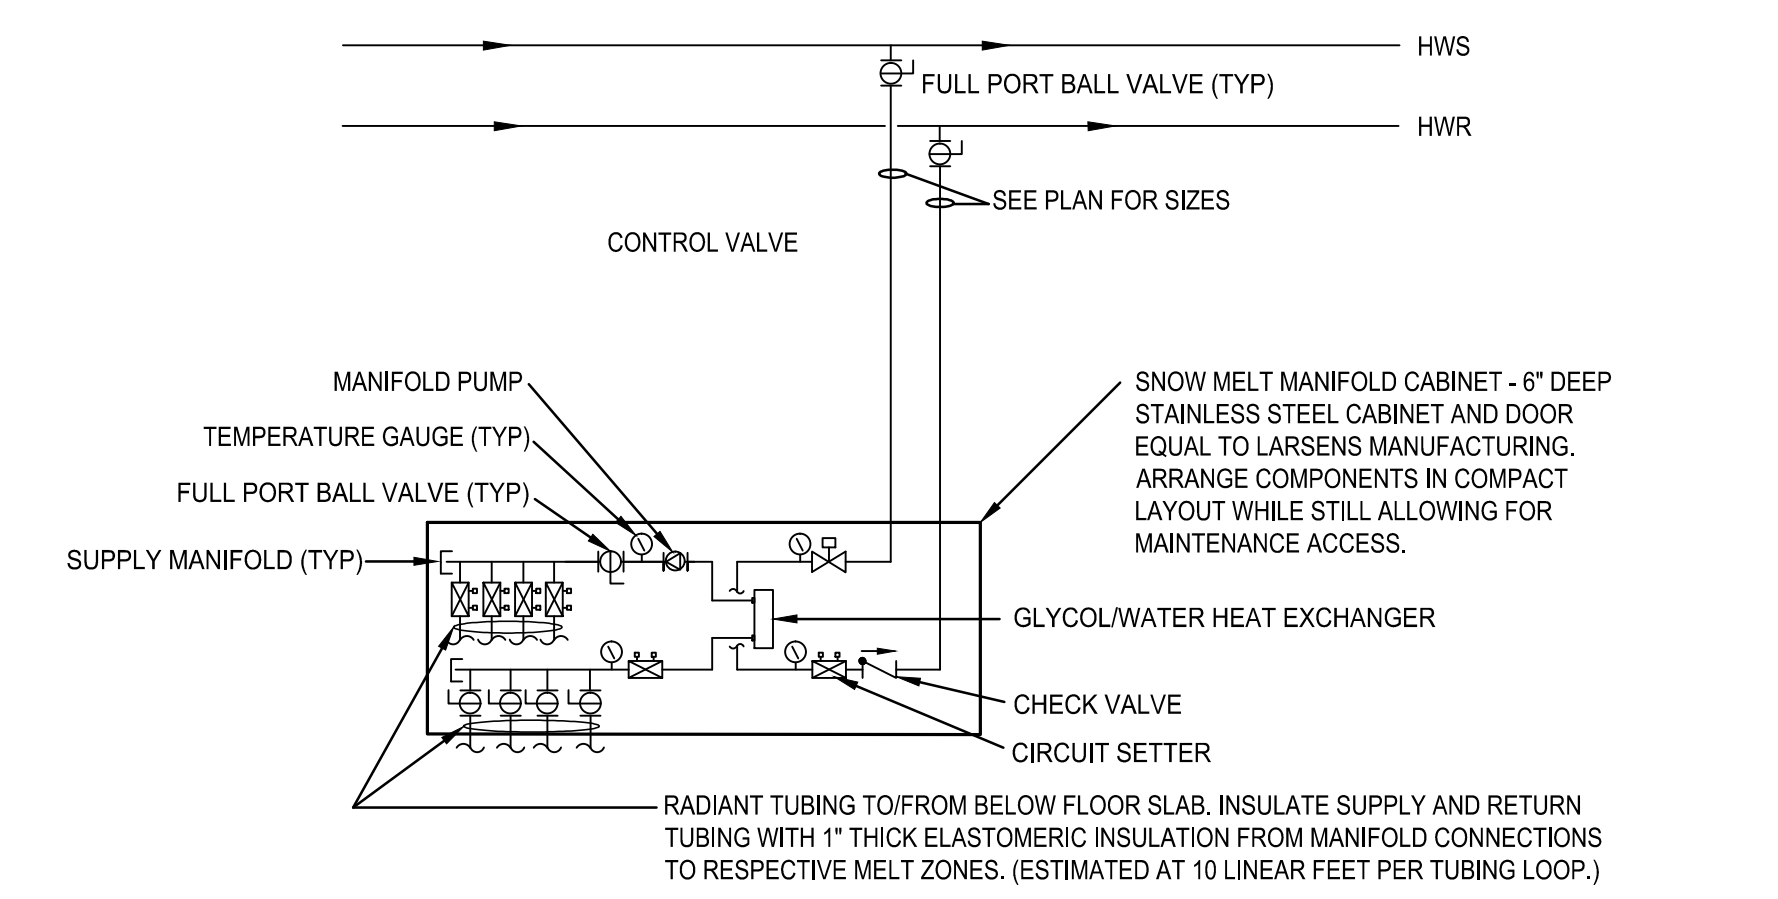 HWS
FULL PORT BALL VALVE (TYP)
HWR
SEE PLAN FOR SIZES
CONTROL VALVE
MANIFOLD PUMP
TEMPERATURE GAUGE (TYP)
FULL PORT BALL VALVE (TYP)
SUPPLY MANIFOLD (TYP)
SNOW MELT MANIFOLD CABINET - 6" DEEP
STAINLESS STEEL CABINET AND DOOR
EQUAL TO LARSENS MANUFACTURING.
ARRANGE COMPONENTS IN COMPACT
LAYOUT WHILE STILL ALLOWING FOR
MAINTENANCE ACCESS.
GLYCOL/WATER HEAT EXCHANGER
CHECK VALVE
CIRCUIT SETTER
RADIANT TUBING TO/FROM BELOW FLOOR SLAB. INSULATE SUPPLY AND RETURN
TUBING WITH 1" THICK ELASTOMERIC INSULATION FROM MANIFOLD CONNECTIONS
TO RESPECTIVE MELT ZONES. (ESTIMATED AT 10 LINEAR FEET PER TUBING LOOP.)